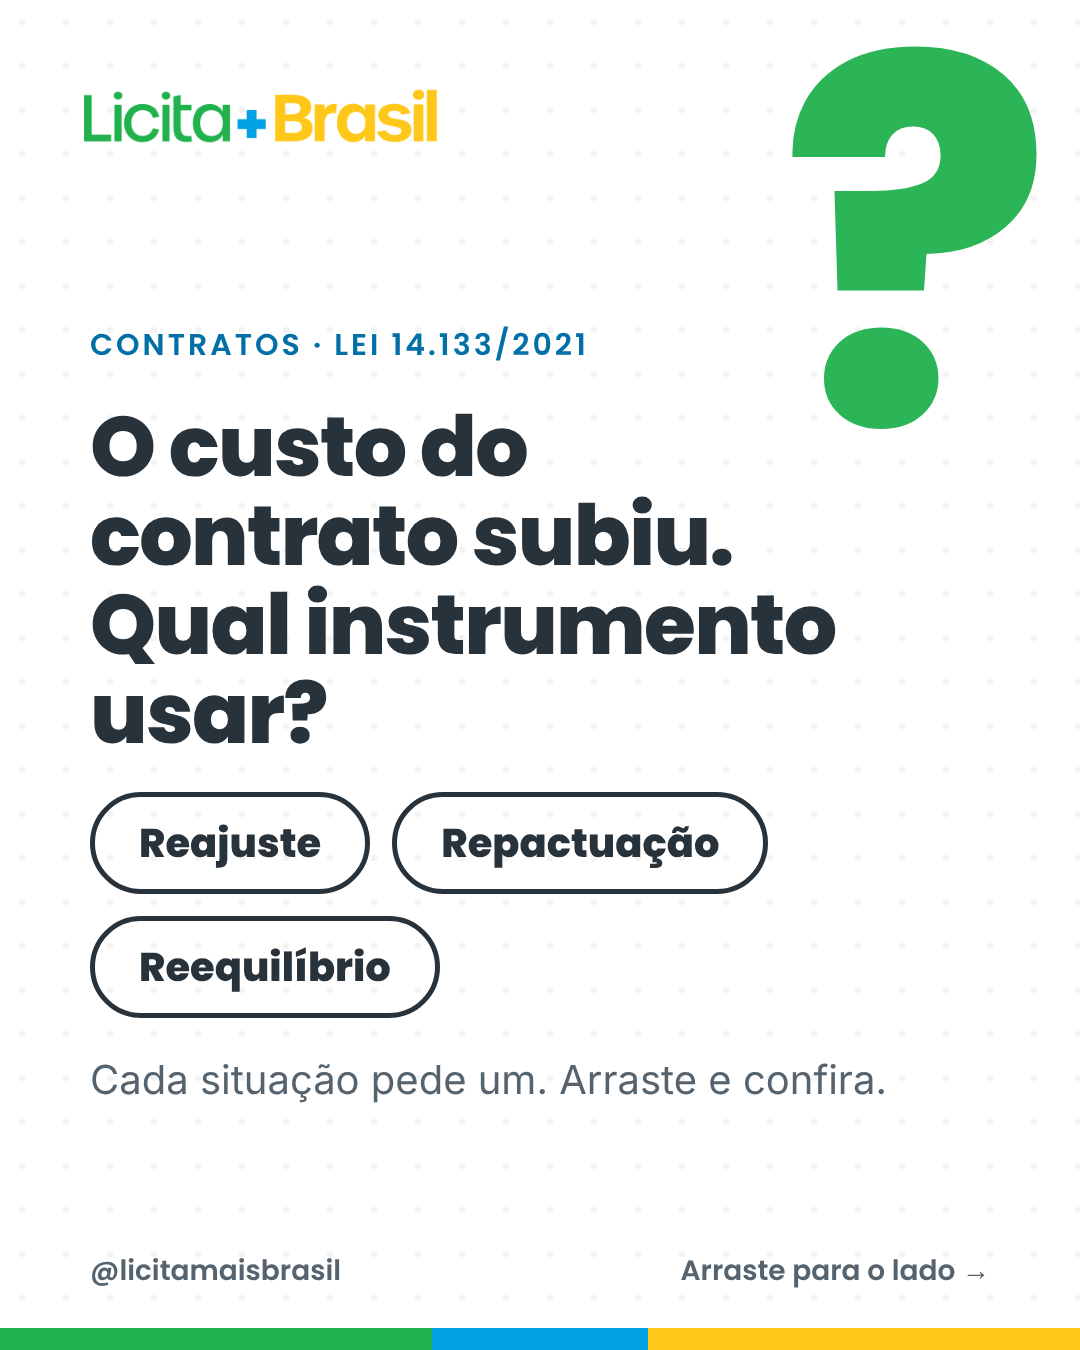 Licita+Brasil
?
CONTRATOS · LEI 14.133/2021
O custo do
contrato subiu.
Qual instrumento
usar?
Reajuste
Repactuação
Reequilíbrio
Cada situação pede um. Arraste e confira.
@licitamaisbrasil
Arraste para o lado →